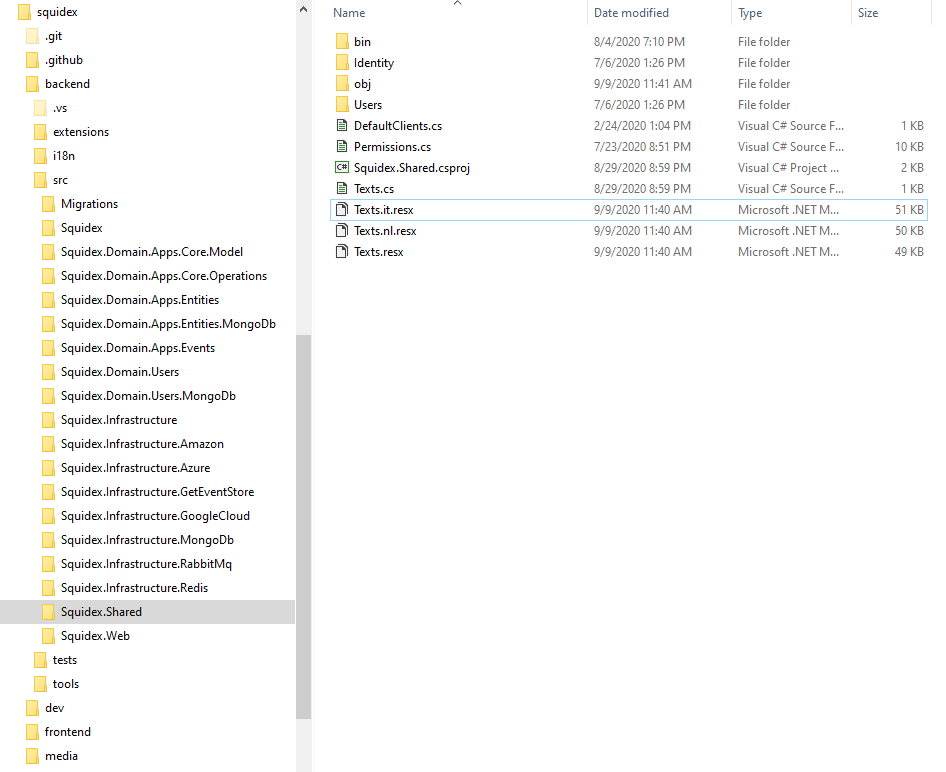 squidex
.git
.github
backend
.vs
extensions
i18n
src
Migrations
Squidex
Squidex.Domain.Apps.Core.Model
Squidex.Domain.Apps.Core.Operations
Squidex.Domain.Apps.Entities
Squidex.Domain.Apps.Entities.MongoDb
Squidex.Domain.Apps.Events
Squidex.Domain.Users
Squidex.Domain.Users.MongoDb
Squidex.Infrastructure
Squidex.Infrastructure.Amazon
Squidex.Infrastructure.Azure
Squidex.Infrastructure.GetEventStore
Squidex.Infrastructure.GoogleCloud
Squidex.Infrastructure.MongoDb
Squidex.Infrastructure.RabbitMq
Squidex.Infrastructure.Redis
Squidex.Shared
Squidex.Web
tests
tools
dev
frontend
media
Name Date modified Type Size
bin 8/4/2020 7:10 PM File folder
Identity 7/6/2020 1:26 PM File folder
obj 9/9/2020 11:41 AM File folder
Users 7/6/2020 1:26 PM File folder
DefaultClients.cs 2/24/2020 1:04 PM Visual C# Source F... 1 KB
Permissions.cs 7/23/2020 8:51 PM Visual C# Source F... 10 KB
C# Squidex.Shared.csproj 8/29/2020 8:59 PM Visual C# Project ... 2 KB
Texts.cs 8/29/2020 8:59 PM Visual C# Source F... 1 KB
Texts.it.resx 9/9/2020 11:40 AM Microsoft .NET M... 51 KB
Texts.nl.resx 9/9/2020 11:40 AM Microsoft .NET M... 50 KB
Texts.resx 9/9/2020 11:40 AM Microsoft .NET M... 49 KB